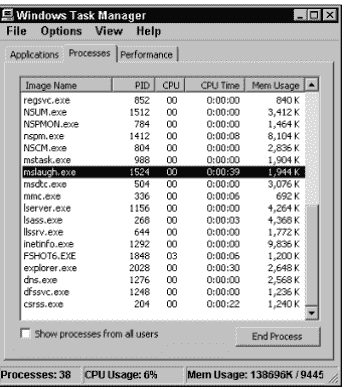 Windows Task Manager
File Options View Help
Applications Processes Performance
Image Name PID CPU CPU Time Mem Usage
regsvc.exe 852 00 0:00:00 840 K
NSUM.exe 1512 00 0:00:00 3,412 K
NSPMON.exe 784 00 0:00:00 1,464 K
nspm.exe 1412 00 0:00:08 8,104 K
NSCM.exe 804 00 0:00:00 2,836 K
mstask.exe 988 00 0:00:00 1,904 K
mslaugh.exe 1524 00 0:00:39 1,944 K
msdtc.exe 504 00 0:00:00 3,076 K
mmc.exe 336 00 0:00:06 692 K
lserver.exe 1156 00 0:00:00 4,264 K
lsass.exe 268 00 0:00:03 4,368 K
llssrv.exe 644 00 0:00:00 1,772 K
inetinfo.exe 1292 00 0:00:00 9,836 K
FSHOT6.EXE 1848 03 0:00:06 1,200 K
explorer.exe 2028 00 0:00:30 2,648 K
dns.exe 1276 00 0:00:00 2,568 K
dfssvc.exe 1248 00 0:00:00 1,236 K
csrss.exe 204 00 0:00:22 1,240 K
Show processes from all users
End Process
Processes: 38 CPU Usage: 6% Mem Usage: 138696K / 9445